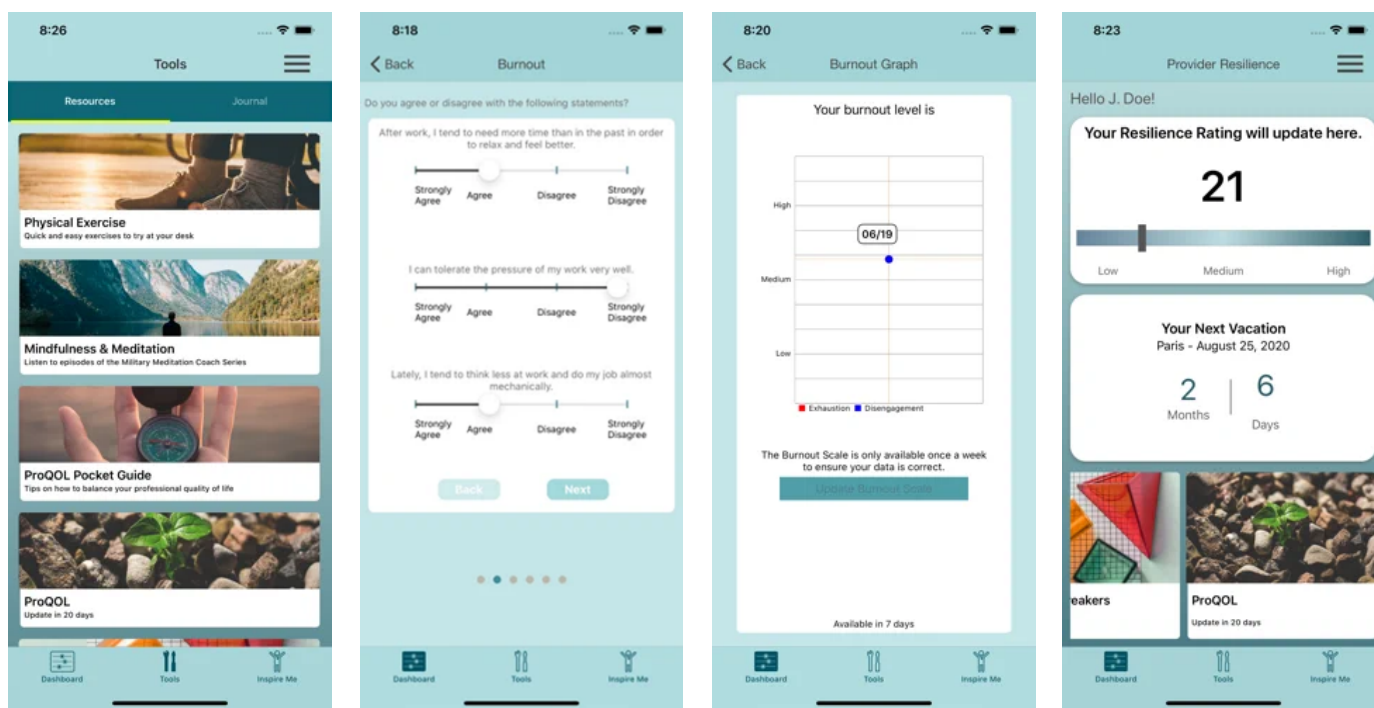 8:26
Tools
Resources
Journal
Physical Exercise
Quick and easy exercises to try at your desk
Mindfulness & Meditation
Listen to episodes of the Military Meditation Coach Series
ProQOL Pocket Guide
Tips on how to balance your professional quality of life
ProQOL
Update in 20 days
Dashboard
Tools
Inspire Me
8:18
Back
Burnout
Do you agree or disagree with the following statements?
After work, I tend to need more time than in the past in order
to relax and feel better.
Strongly
Agree
Agree
Disagree
Strongly
Disagree
I can tolerate the pressure of my work very well.
Strongly
Agree
Agree
Disagree
Strongly
Disagree
Lately, I tend to think less at work and do my job almost
mechanically.
Strongly
Agree
Agree
Disagree
Strongly
Disagree
Back
Next
Dashboard
Tools
Inspire Me
8:20
Back
Burnout Graph
Your burnout level is
High
06/19
Medium
Low
Exhaustion
Disengagement
The Burnout Scale is only available once a week
to ensure your data is correct.
Update Burnout Scale
Available in 7 days
Dashboard
Tools
Inspire Me
8:23
Provider Resilience
Hello J. Doe!
Your Resilience Rating will update here.
21
Low
Medium
High
Your Next Vacation
Paris - August 25, 2020
2
Months
6
Days
eakers
ProQOL
Update in 20 days
Dashboard
Tools
Inspire Me